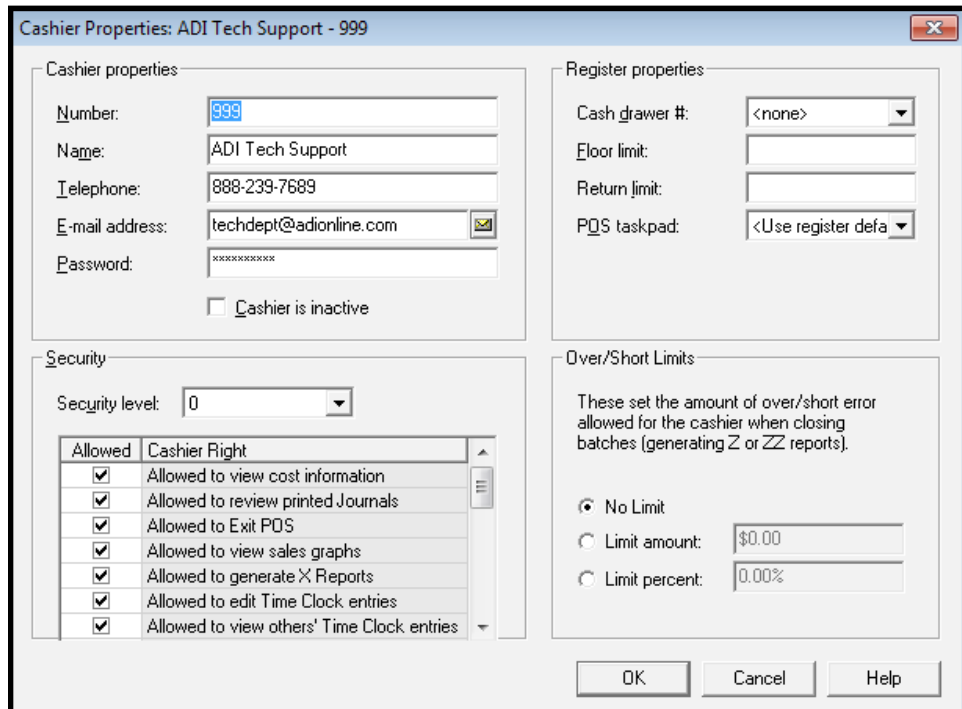 Cashier Properties: ADI Tech Support - 999
Cashier properties
Number: 999
Name: ADI Tech Support
Telephone: 888-239-7689
E-mail address: techdept@adionline.com
Password: **********
Cashier is inactive
Register properties
Cash drawer #: <none>
Floor limit:
Return limit:
POS taskpad: <Use register defa
Security
Security level: 0
Allowed Cashier Right
Allowed to view cost information
Allowed to review printed Journals
Allowed to Exit POS
Allowed to view sales graphs
Allowed to generate X Reports
Allowed to edit Time Clock entries
Allowed to view others' Time Clock entries
Over/Short Limits
These set the amount of over/short error
allowed for the cashier when closing
batches (generating Z or ZZ reports).
No Limit
Limit amount: $0.00
Limit percent: 0.00%
OK Cancel Help